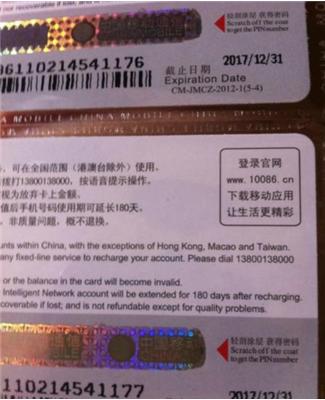 not recoverable if lost, and i
轻刮涂层 获得密码
Scratch off the coat
to get the PIN number
MOBILE
2017/12/31
6110214541176
截止日期
Expiration Date
CM-JMCZ-2012-1(5-4)
CHINA MOBILE
可在全国范围（港澳台除外）使用。
拨打13800138000，按语音提示操作。
视为放弃卡上金额。
值后手机号码使用期可延长180天。
非质量问题，概不退换。
登录官网
www. 10086. cn
下载移动应用
让生活更精彩
unts within China, with the exceptions of Hong Kong, Macao and Taiwan.
any fixed-line service to recharge your account. Please dial 13800138000
or the balance in the card will become invalid.
Intelligent Network account will be extended for 180 days after recharging.
coverable if lost; and is not refundable except for quality problems.
轻刮涂层 获得密码
Scratch off the coat
to get the PIN number
110214541177
2017/12/31